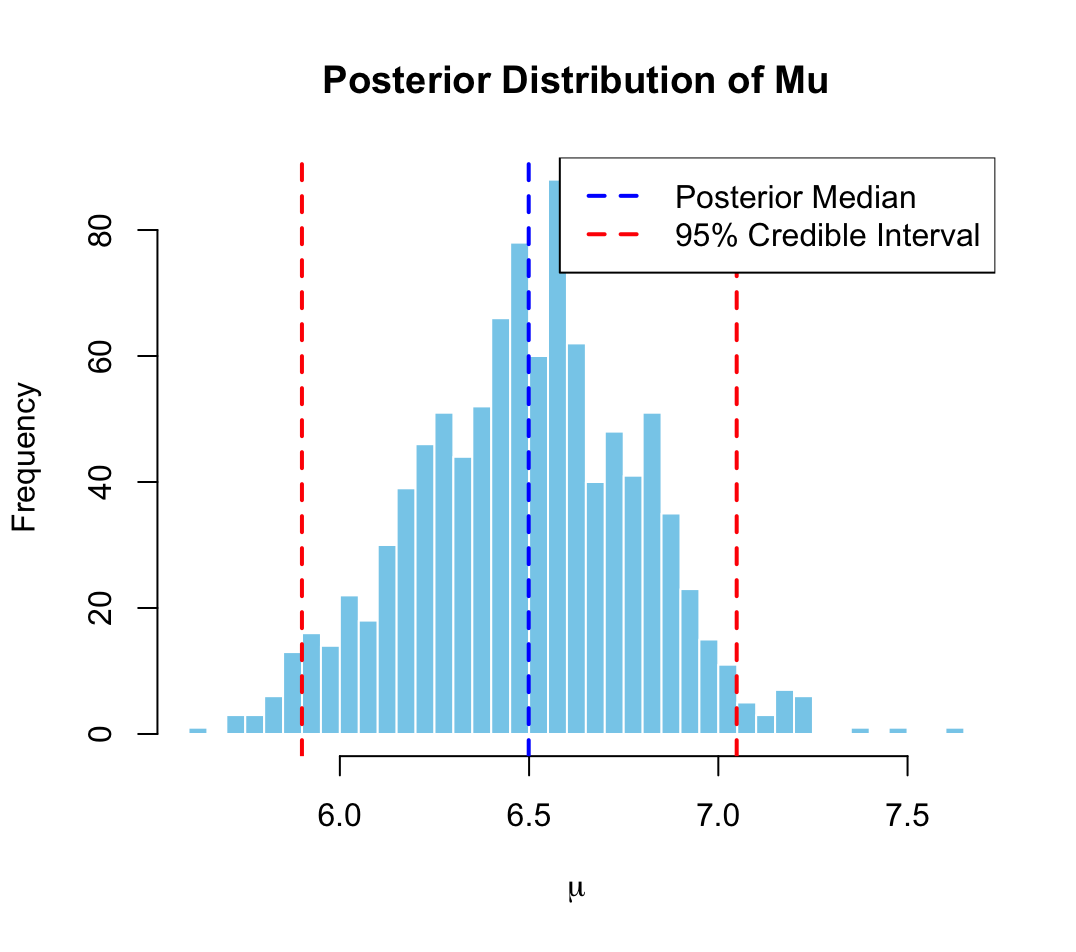 Posterior Distribution of Mu
Posterior Median
95% Credible Interval
Frequency
80
60
40
20
0
6.0 6.5 7.0 7.5
μ